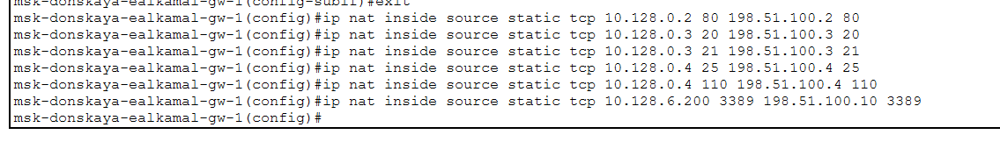 msk-donskaya-ealkamal-gw-1(config-subif)#exit
msk-donskaya-ealkamal-gw-1(config)#ip nat inside source static tcp 10.128.0.2 80 198.51.100.2 80
msk-donskaya-ealkamal-gw-1(config)#ip nat inside source static tcp 10.128.0.3 20 198.51.100.3 20
msk-donskaya-ealkamal-gw-1(config)#ip nat inside source static tcp 10.128.0.3 21 198.51.100.3 21
msk-donskaya-ealkamal-gw-1(config)#ip nat inside source static tcp 10.128.0.4 25 198.51.100.4 25
msk-donskaya-ealkamal-gw-1(config)#ip nat inside source static tcp 10.128.0.4 110 198.51.100.4 110
msk-donskaya-ealkamal-gw-1(config)#ip nat inside source static tcp 10.128.6.200 3389 198.51.100.10 3389
msk-donskaya-ealkamal-gw-1(config)#